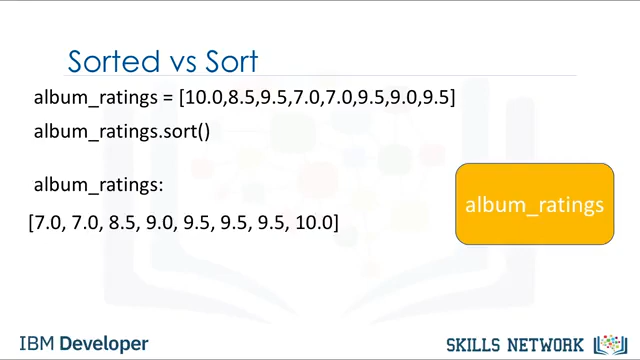 Sorted vs Sort
album_ratings = [10.0,8.5,9.5,7.0,7.0,9.5,9.0,9.5]
album_ratings.sort()
album_ratings:
album_ratings
[7.0, 7.0, 8.5, 9.0, 9.5, 9.5, 9.5, 10.0]
IBM Developer
SKILLS NETWORK